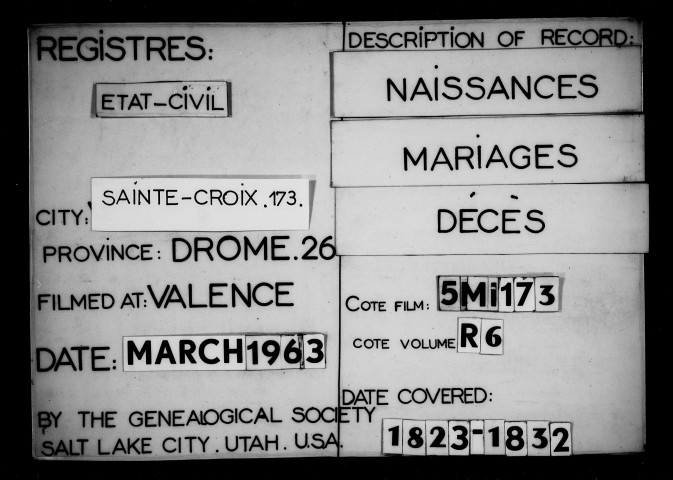 REGISTRES:
ETAT-CIVIL
CITY:
SAINTE-CROIX.173.
PROVINCE: DROME.26
FILMED AT: VALENCE
DATE: MARCH 1963
BY THE GENEALOGICAL SOCIETY
SALT LAKE CITY. UTAH. U.S.A.
DESCRIPTION OF RECORD:
NAISSANCES
MARIAGES
DÉCÈS
COTE FILM: 5Mi173
COTE VOLUME R6
DATE COVERED:
1823-1832